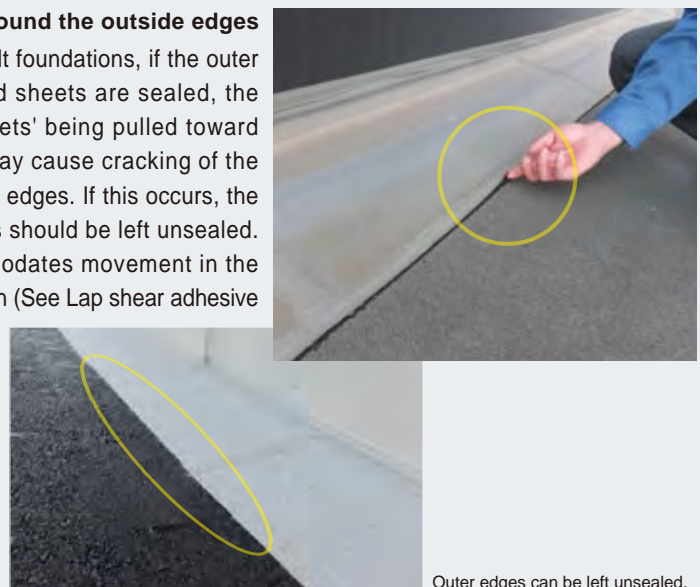 ound the outside edges
lt foundations, if the outer
d sheets are sealed, the
ets' being pulled toward
ay cause cracking of the
edges. If this occurs, the
s should be left unsealed.
odates movement in the
n (See Lap shear adhesive
Outer edges can be left unsealed.